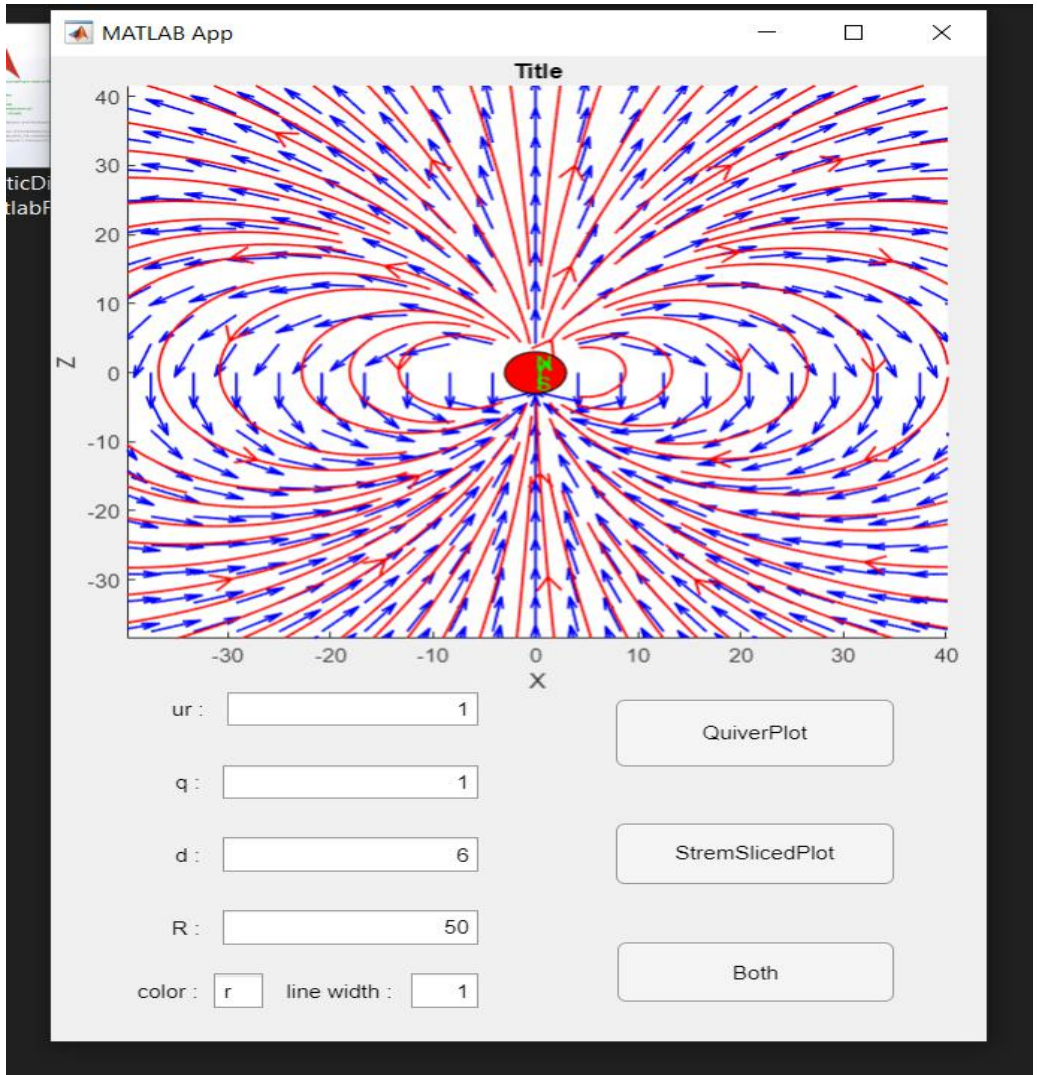 MATLAB App
Title
ticDi
tlabF
40
30
20
10
0
-10
-20
-30
Z
N
S
-30 -20 -10 0 10 20 30 40
X
ur : 1
QuiverPlot
q : 1
d : 6
StremSlicedPlot
R : 50
color : r line width : 1
Both